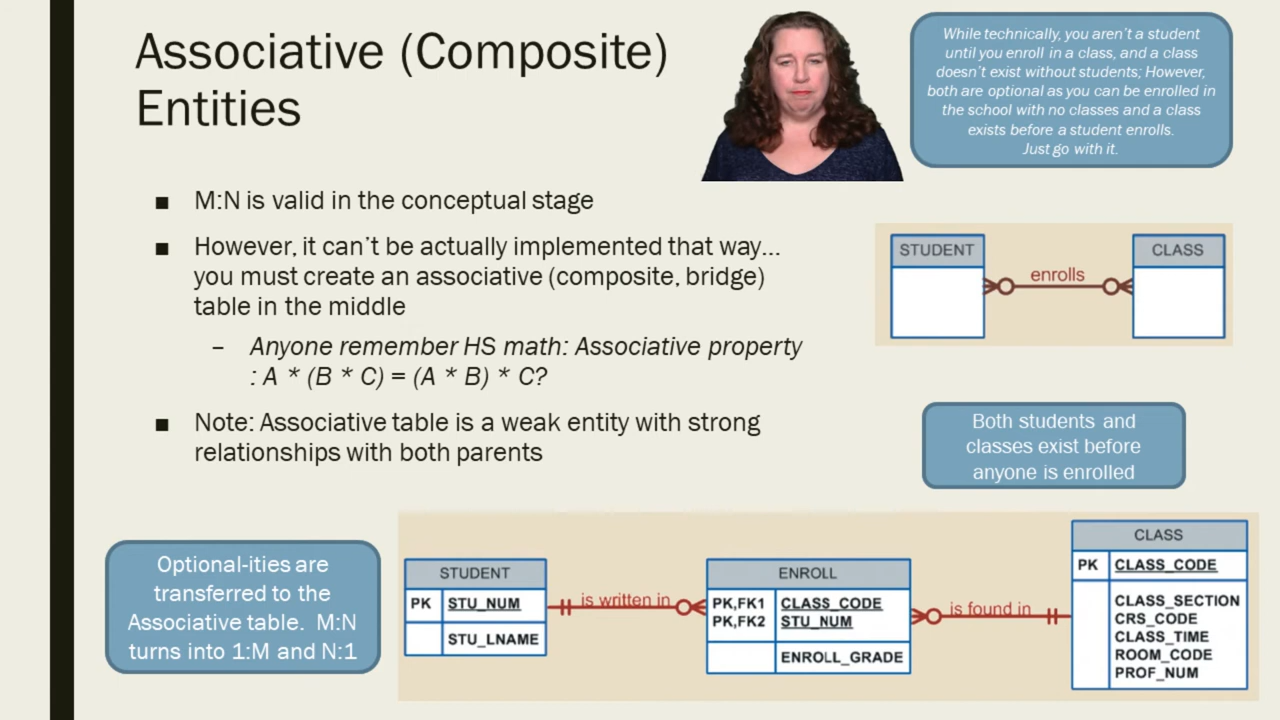 Associative (Composite)
Entities
While technically, you aren't a student
until you enroll in a class, and a class
doesn't exist without students; However,
both are optional as you can be enrolled in
the school with no classes and a class
exists before a student enrolls.
Just go with it.
■ M:N is valid in the conceptual stage
■ However, it can't be actually implemented that way…
you must create an associative (composite, bridge)
table in the middle
– Anyone remember HS math: Associative property
: A * (B * C) = (A * B) * C?
■ Note: Associative table is a weak entity with strong
relationships with both parents
STUDENT
enrolls
CLASS
Both students and
classes exist before
anyone is enrolled
Optional-ities are
transferred to the
Associative table. M:N
turns into 1:M and N:1
STUDENT
PK STU_NUM
STU_LNAME
is written in
ENROLL
PK,FK1 CLASS_CODE
PK,FK2 STU_NUM
ENROLL_GRADE
is found in
CLASS
PK CLASS_CODE
CLASS_SECTION
CRS_CODE
CLASS_TIME
ROOM_CODE
PROF_NUM